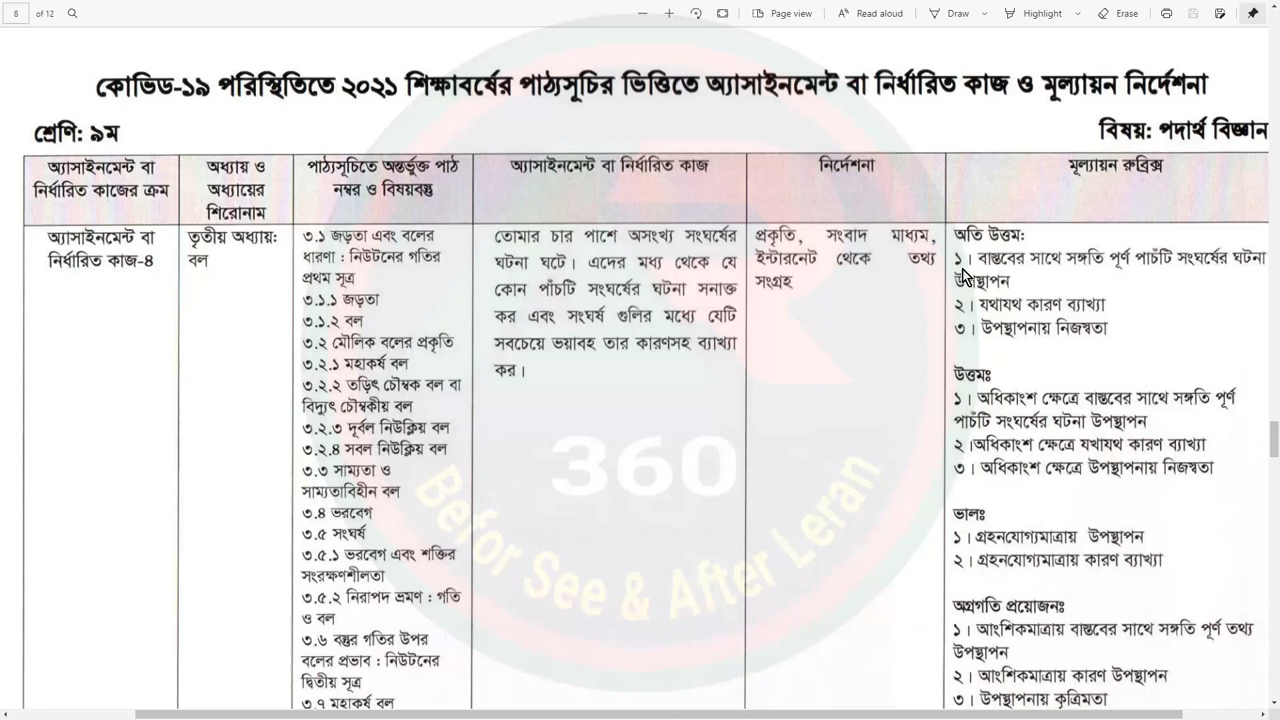 8 of 12
Page view
Read aloud
Draw
Highlight
Erase
কোভিড-১৯ পরিস্থিতিতে ২০২১ শিক্ষাবর্ষের পাঠ্যসূচির ভিত্তিতে অ্যাসাইনমেন্ট বা নির্ধারিত কাজ ও মূল্যায়ন নির্দেশনা
শ্রেণি: ৯ম
বিষয়: পদার্থ বিজ্ঞান
অ্যাসাইনমেন্ট বা
নির্ধারিত কাজের ক্রম
অধ্যায় ও
অধ্যায়ের
শিরোনাম
পাঠ্যসূচিতে অন্তর্ভুক্ত পাঠ
নম্বর ও বিষয়বস্তু
অ্যাসাইনমেন্ট বা নির্ধারিত কাজ
নির্দেশনা
মূল্যায়ন রুব্রিক্স
অ্যাসাইনমেন্ট বা
নির্ধারিত কাজ-৪
তৃতীয় অধ্যায়:
বল
৩.১ জড়তা এবং বলের
ধারণা : নিউটনের গতির
প্রথম সূত্র
৩.১.১ জড়তা
৩.১.২ বল
৩.২ মৌলিক বলের প্রকৃতি
৩.২.১ মহাকর্ষ বল
৩.২.২ তড়িৎ চৌম্বক বল বা
বিদ্যুৎ চৌম্বকীয় বল
৩.২.৩ দূর্বল নিউক্লিয় বল
৩.২.৪ সবল নিউক্লিয় বল
৩.৩ সাম্যতা ও
সাম্যতাবিহীন বল
৩.৪ ভরবেগ
৩.৫ সংঘর্ষ
৩.৫.১ ভরবেগ এবং শক্তির
সংরক্ষণশীলতা
৩.৫.২ নিরাপদ ভ্রমণ : গতি
ও বল
৩.৬ বস্তুর গতির উপর
বলের প্রভাব : নিউটনের
দ্বিতীয় সূত্র
৩.৭ মহাকর্ষ বল
তোমার চার পাশে অসংখ্য সংঘর্ষের
ঘটনা ঘটে। এদের মধ্য থেকে যে
কোন পাঁচটি সংঘর্ষের ঘটনা সনাক্ত
কর এবং সংঘর্ষ গুলির মধ্যে যেটি
সবচেয়ে ভয়াবহ তার কারণসহ ব্যাখ্যা
কর।
প্রকৃতি, সংবাদ মাধ্যম,
ইন্টারনেট থেকে তথ্য
সংগ্রহ
অতি উত্তম:
১। বাস্তবের সাথে সঙ্গতি পূর্ণ পাচঁটি সংঘর্ষের ঘটনা
উপস্থাপন
২। যথাযথ কারণ ব্যাখ্যা
৩। উপস্থাপনায় নিজস্বতা
উত্তমঃ
১। অধিকাংশ ক্ষেত্রে বাস্তবের সাথে সঙ্গতি পূর্ণ
পাচঁটি সংঘর্ষের ঘটনা উপস্থাপন
২।অধিকাংশ ক্ষেত্রে যথাযথ কারণ ব্যাখ্যা
৩। অধিকাংশ ক্ষেত্রে উপস্থাপনায় নিজস্বতা
ভালঃ
১। গ্রহনযোগ্যমাত্রায় উপস্থাপন
২। গ্রহনযোগ্যমাত্রায় কারণ ব্যাখ্যা
অগ্রগতি প্রয়োজনঃ
১। আংশিকমাত্রায় বাস্তবের সাথে সঙ্গতি পূর্ণ তথ্য
উপস্থাপন
২। আংশিকমাত্রায় কারণ উপস্থাপন
৩। উপস্থাপনায় কৃত্রিমতা
360
Befor See & After Leran